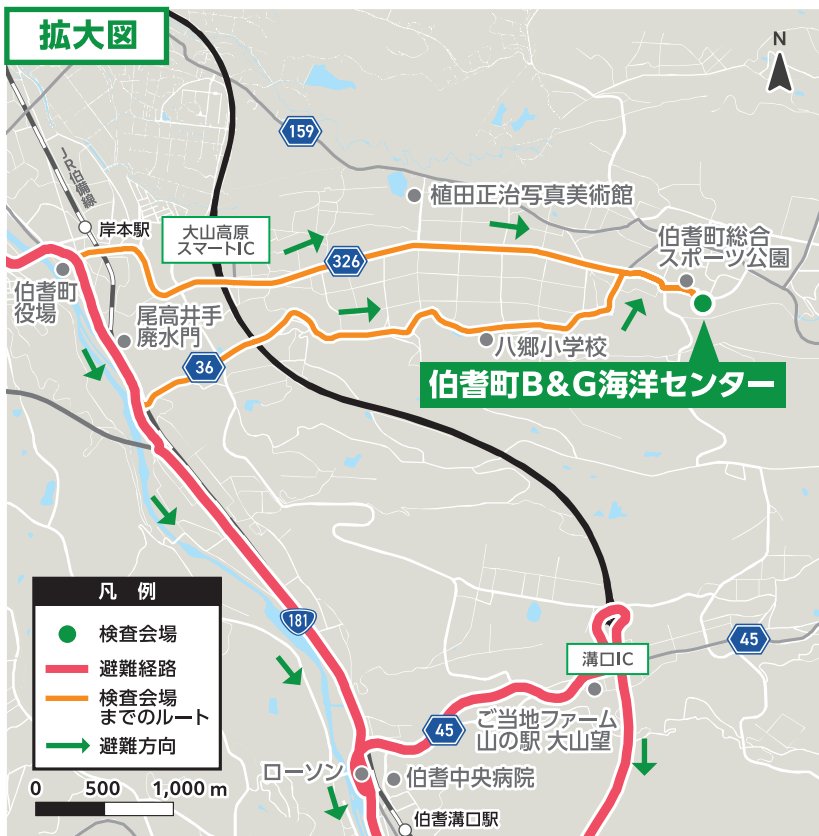 拡大図
N
159
JR伯備線
植田正治写真美術館
岸本駅
大山高原
スマートIC
326
伯耆町総合
スポーツ公園
伯耆町
役場
尾高井手
廃水門
36
八郷小学校
伯耆町B&G海洋センター
凡 例
検査会場
避難経路
検査会場
までのルート
避難方向
181
溝口IC
45
ご当地ファーム
山の駅 大山望
45
ローソン
伯耆中央病院
伯耆溝口駅
0 500 1,000 m